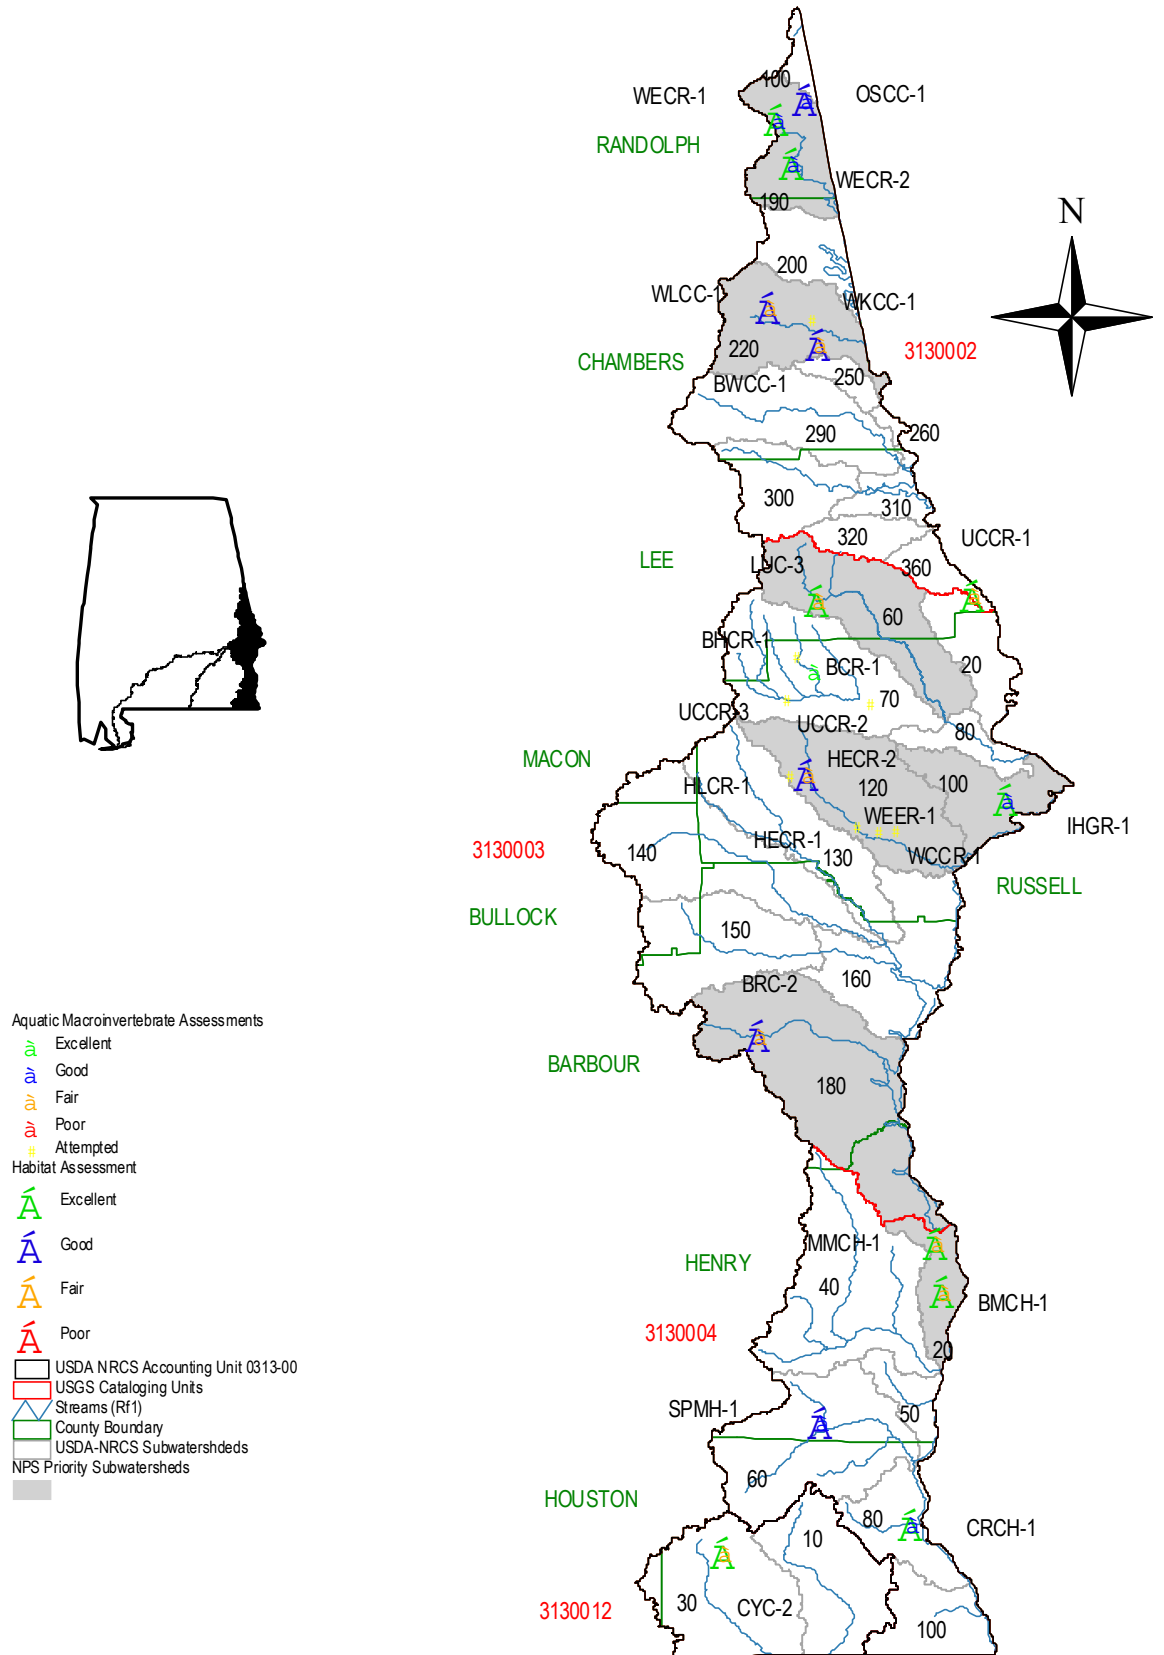 100
WECR-1
OSCC-1
RANDOLPH
WECR-2
190
N
200
WLCC-1
WKCC-1
220
3130002
CHAMBERS
250
BWCC-1
290
260
300
310
320
UCCR-1
LEE
LUC-3
360
60
BHCR-1
BCR-1
20
70
UCCR-3
UCCR-2
80
MACON
HECR-2
HLCR-1
120
100
WEER-1
IHGR-1
3130003
140
HECR-1
130
WCCR-1
RUSSELL
BULLOCK
150
BRC-2
160
BARBOUR
180
MMCH-1
HENRY
40
BMCH-1
3130004
20
SPMH-1
50
60
HOUSTON
80
CRCH-1
10
30
CYC-2
3130012
100
Aquatic Macroinvertebrate Assessments
à Excellent
à Good
à Fair
à Poor
# Attempted
Habitat Assessment
Á Excellent
Á Good
Á Fair
Á Poor
USDA NRCS Accounting Unit 0313-00
USGS Cataloging Units
Streams (Rf1)
County Boundary
USDA-NRCS Subwatershdeds
NPS Priority Subwatersheds